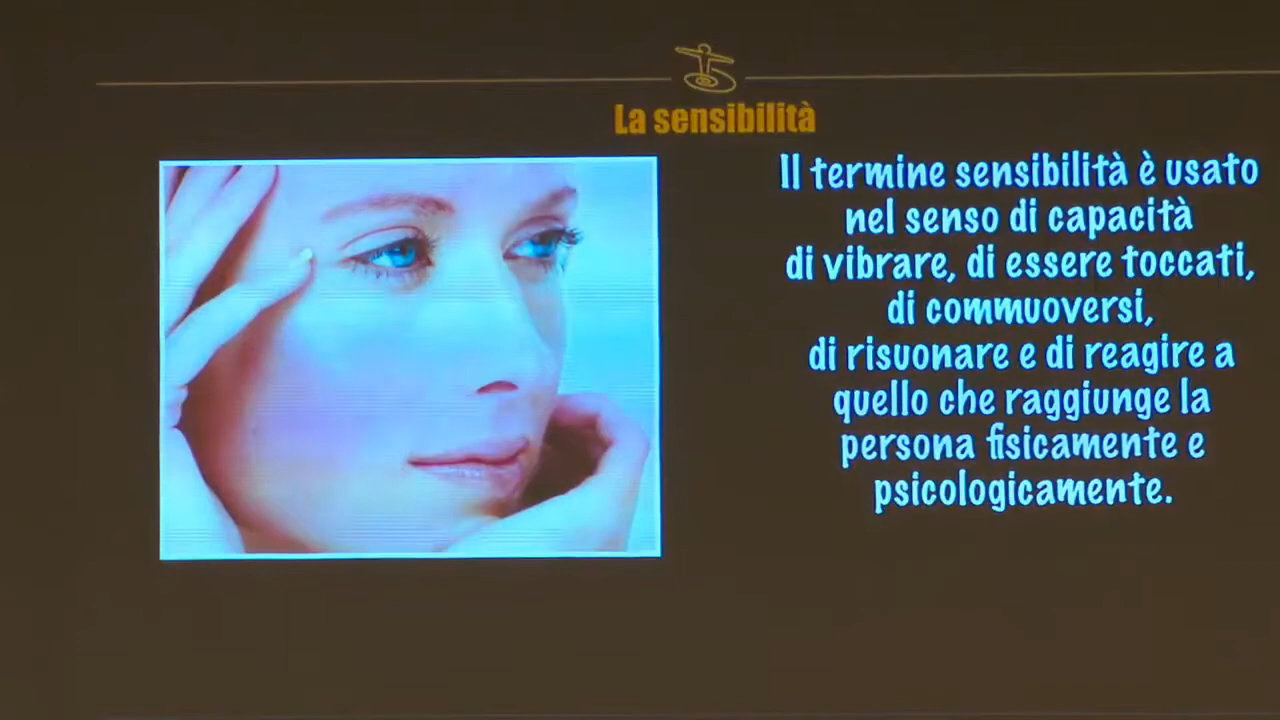 La sensibilità
Il termine sensibilità è usato
nel senso di capacità
di vibrare, di essere toccati,
di commuoversi,
di risuonare e di reagire a
quello che raggiunge la
persona fisicamente e
psicologicamente.